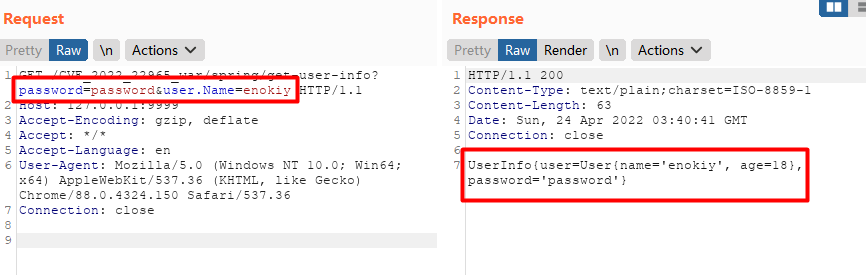 Request
Pretty Raw \n Actions
1 GET /CVE_2022_22965_war/spring/get-user-info?
password=password&user.Name=enokiy HTTP/1.1
2 Host: 127.0.0.1:9999
3 Accept-Encoding: gzip, deflate
4 Accept: */*
5 Accept-Language: en
6 User-Agent: Mozilla/5.0 (Windows NT 10.0; Win64;
x64) AppleWebKit/537.36 (KHTML, like Gecko)
Chrome/88.0.4324.150 Safari/537.36
7 Connection: close
8
9
Response
Pretty Raw Render \n Actions
1 HTTP/1.1 200
2 Content-Type: text/plain;charset=ISO-8859-1
3 Content-Length: 63
4 Date: Sun, 24 Apr 2022 03:40:41 GMT
5 Connection: close
6
7 UserInfo{user=User{name='enokiy', age=18},
password='password'}